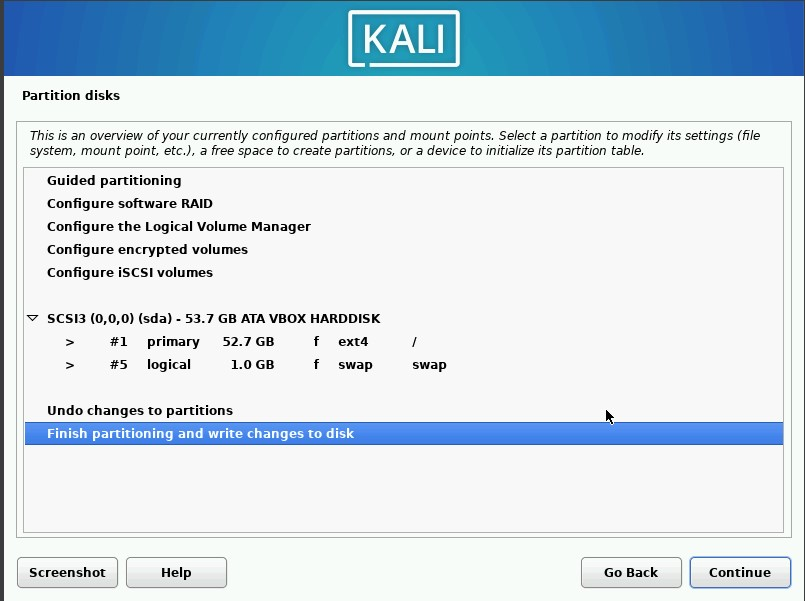 KALI
Partition disks
This is an overview of your currently configured partitions and mount points. Select a partition to modify its settings (file
system, mount point, etc.), a free space to create partitions, or a device to initialize its partition table.
Guided partitioning
Configure software RAID
Configure the Logical Volume Manager
Configure encrypted volumes
Configure iSCSI volumes
SCSI3 (0,0,0) (sda) - 53.7 GB ATA VBOX HARDDISK
> #1 primary 52.7 GB f ext4 /
> #5 logical 1.0 GB f swap swap
Undo changes to partitions
Finish partitioning and write changes to disk
Screenshot Help Go Back Continue